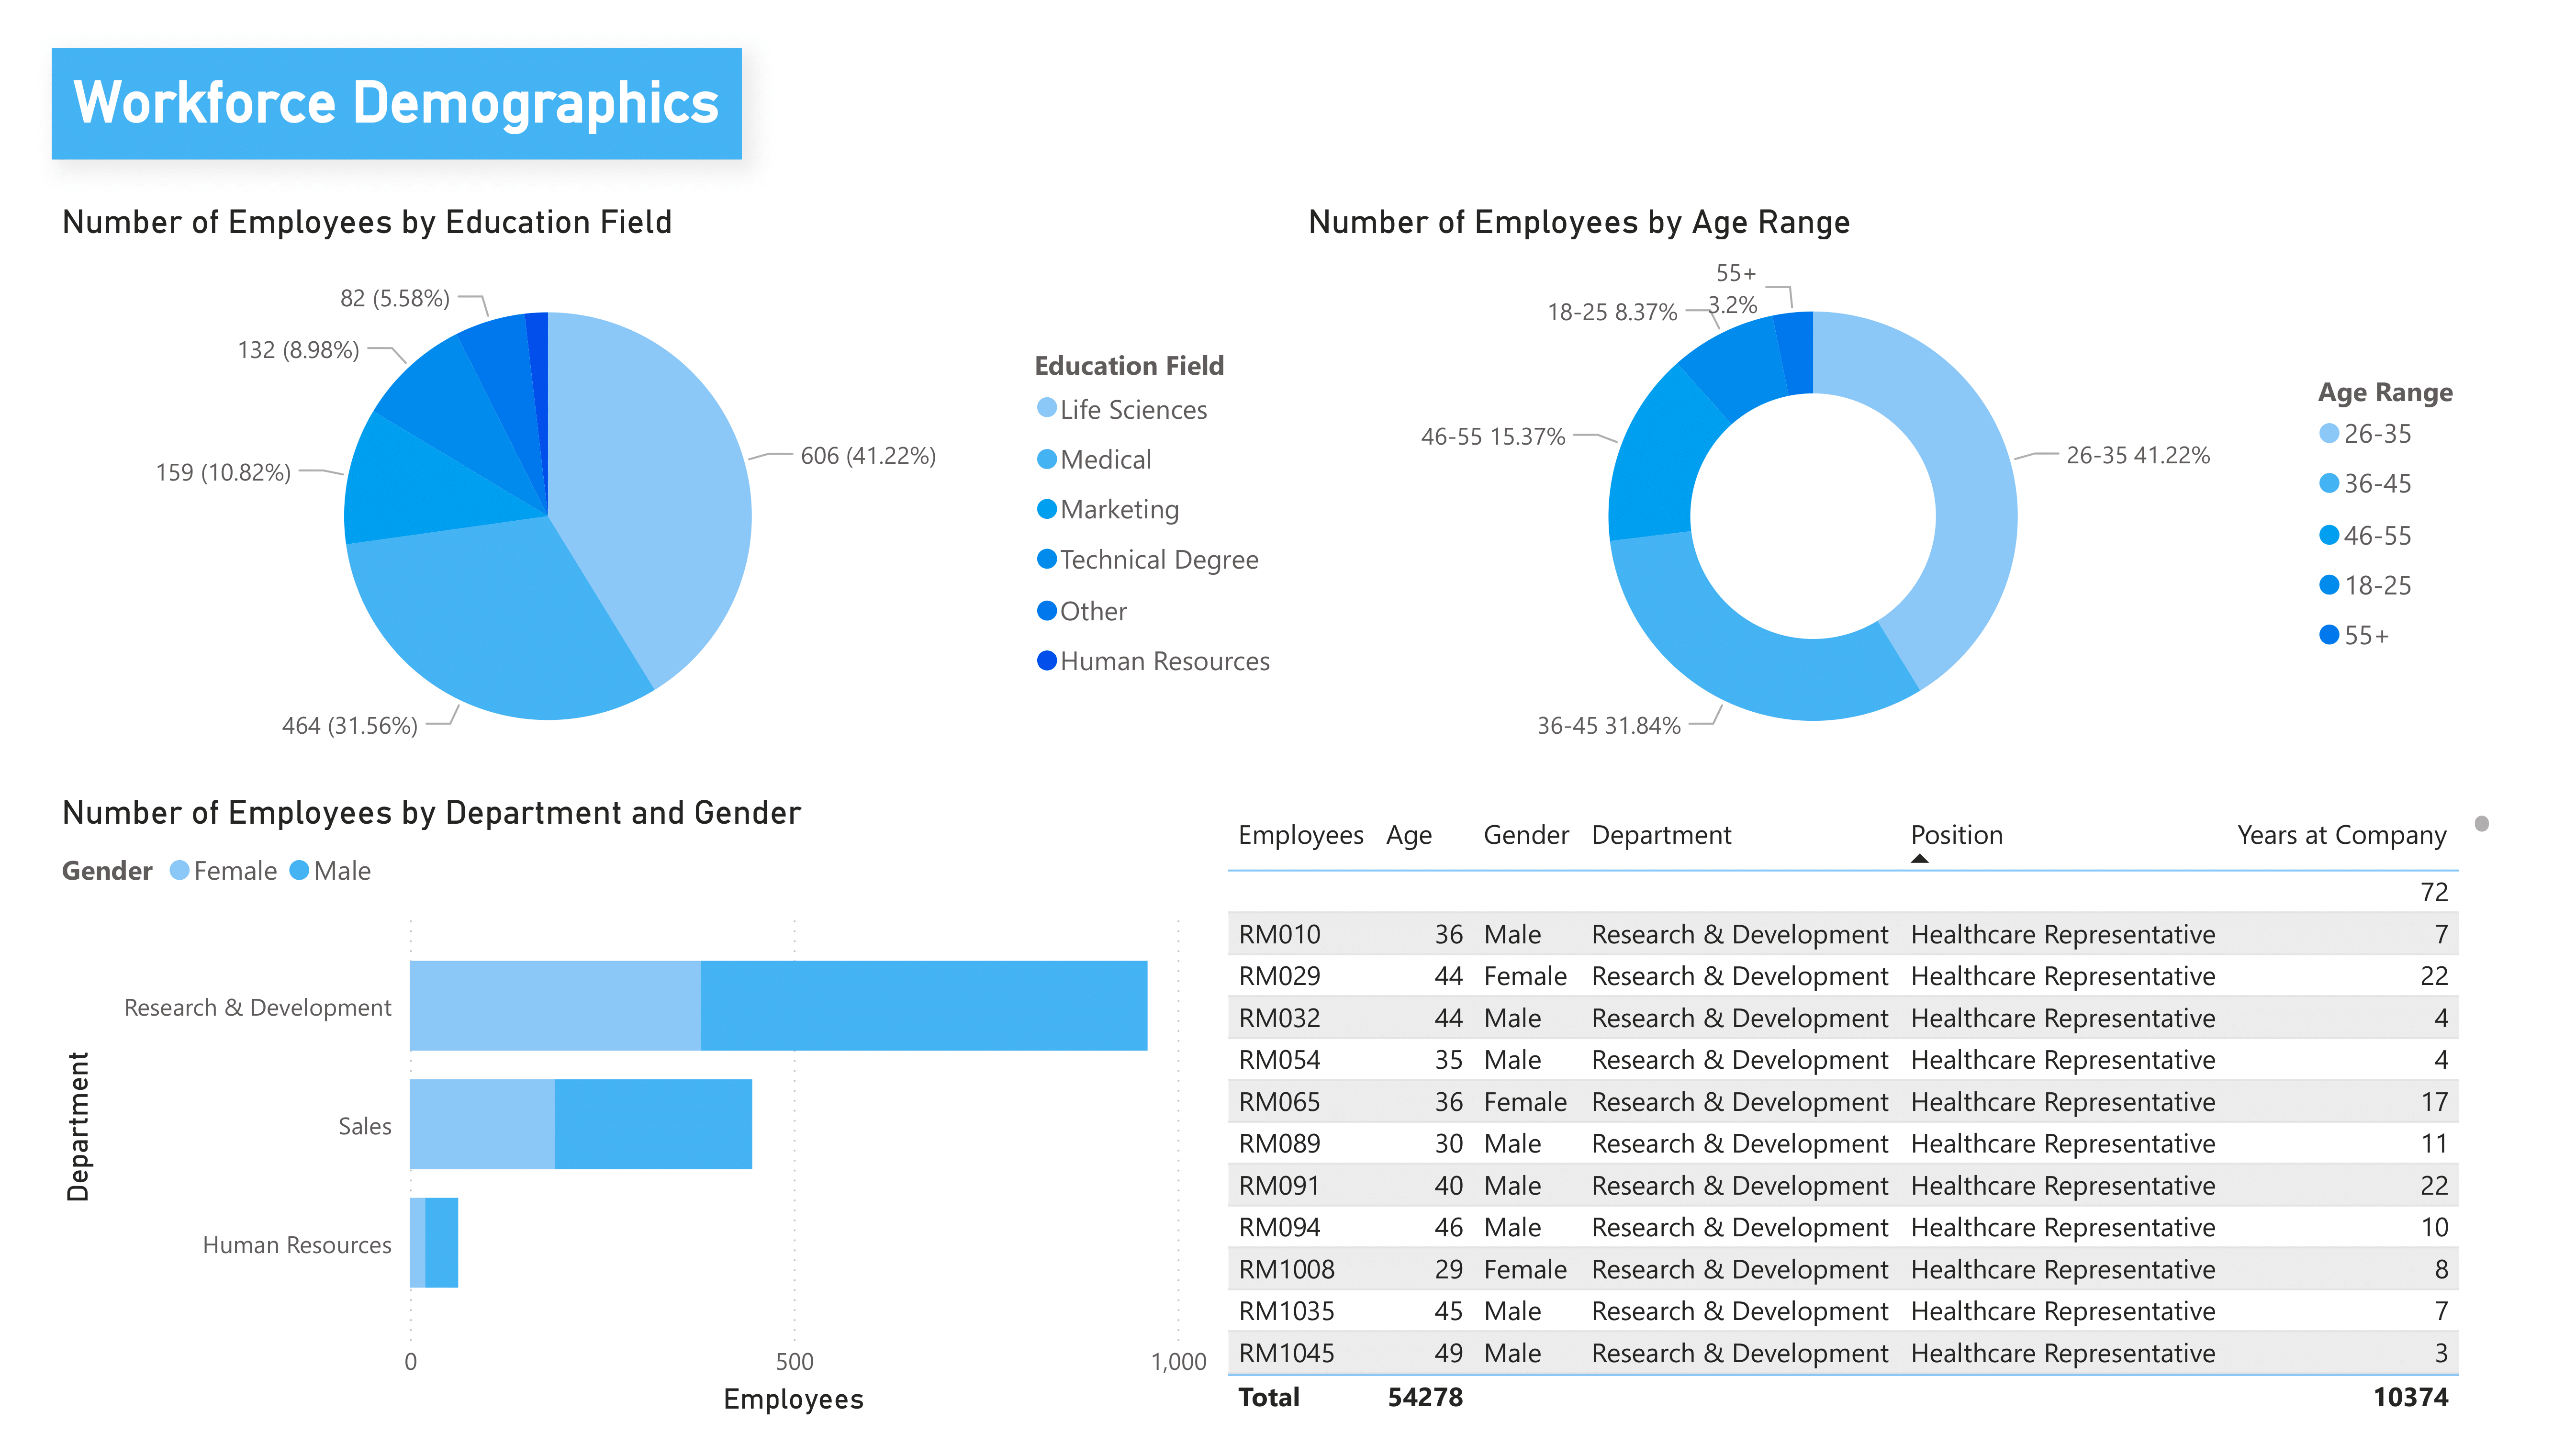 Workforce Demographics
Number of Employees by Education Field
82 (5.58%)
132 (8.98%)
159 (10.82%)
606 (41.22%)
464 (31.56%)
Education Field
Life Sciences
Medical
Marketing
Technical Degree
Other
Human Resources
Number of Employees by Age Range
55+
3.2%
18-25 8.37%
46-55 15.37%
26-35 41.22%
36-45 31.84%
Age Range
26-35
36-45
46-55
18-25
55+
Number of Employees by Department and Gender
Gender Female Male
Department
Research & Development
Sales
Human Resources
0 500 1,000
Employees
Employees Age Gender Department Position Years at Company
72
RM010 36 Male Research & Development Healthcare Representative 7
RM029 44 Female Research & Development Healthcare Representative 22
RM032 44 Male Research & Development Healthcare Representative 4
RM054 35 Male Research & Development Healthcare Representative 4
RM065 36 Female Research & Development Healthcare Representative 17
RM089 30 Male Research & Development Healthcare Representative 11
RM091 40 Male Research & Development Healthcare Representative 22
RM094 46 Male Research & Development Healthcare Representative 10
RM1008 29 Female Research & Development Healthcare Representative 8
RM1035 45 Male Research & Development Healthcare Representative 7
RM1045 49 Male Research & Development Healthcare Representative 3
Total 54278 10374